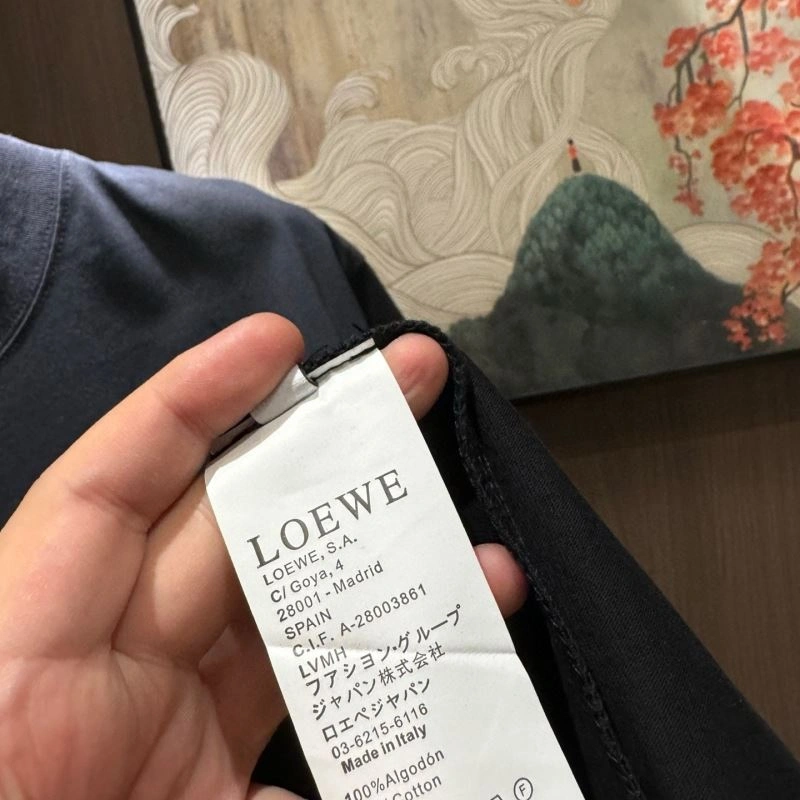 LOEWE
LOEWE, S.A.
C/ Goya, 4
28001 - Madrid
SPAIN
C.I.F. A-28003861
LVMH
ファション.グループ
ジャパン株式会社
ロエベジャパン
03-6215-6116
Made in Italy
100%Algodón
Cotton
F